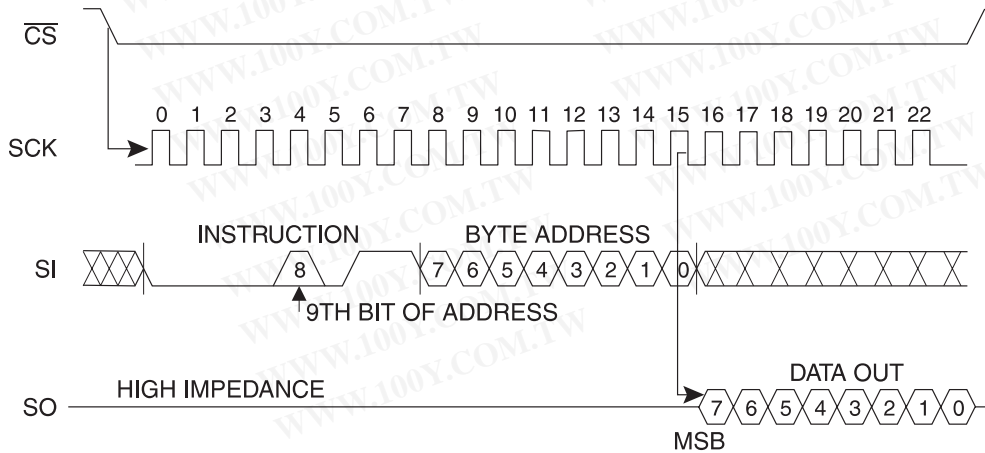 CS
0 1 2 3 4 5 6 7 8 9 10 11 12 13 14 15 16 17 18 19 20 21 22
SCK
INSTRUCTION BYTE ADDRESS
SI 8 7 6 5 4 3 2 1 0
9TH BIT OF ADDRESS
HIGH IMPEDANCE DATA OUT
SO 7 6 5 4 3 2 1 0
MSB
WWW.100Y.COM.TW